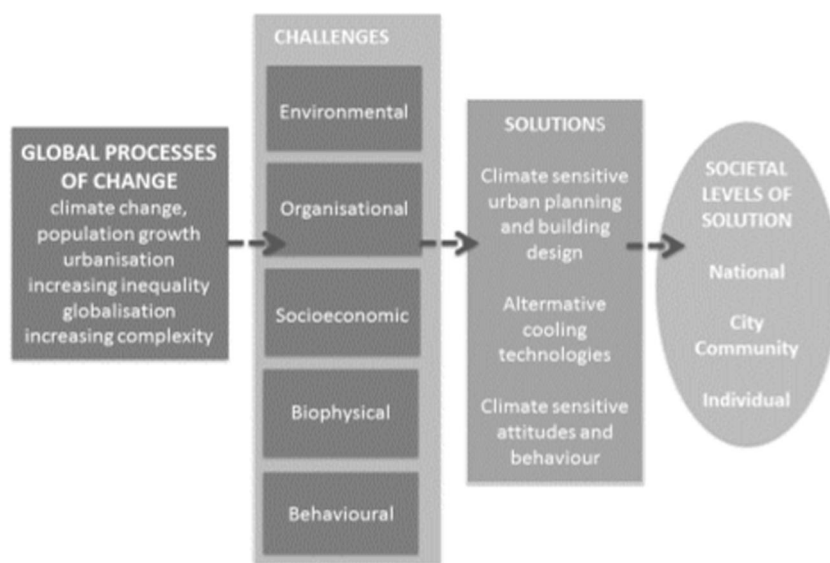 GLOBAL PROCESSES
OF CHANGE
climate change,
population growth
urbanisation
increasing inequality
globalisation
increasing complexity
CHALLENGES
Environmental
Organisational
Socioeconomic
Biophysical
Behavioural
SOLUTIONS
Climate sensitive
urban planning
and building
design
Altermative
cooling
technologies
Climate sensitive
attitudes and
behaviour
SOCIETAL
LEVELS OF
SOLUTION
National
City
Community
Individual